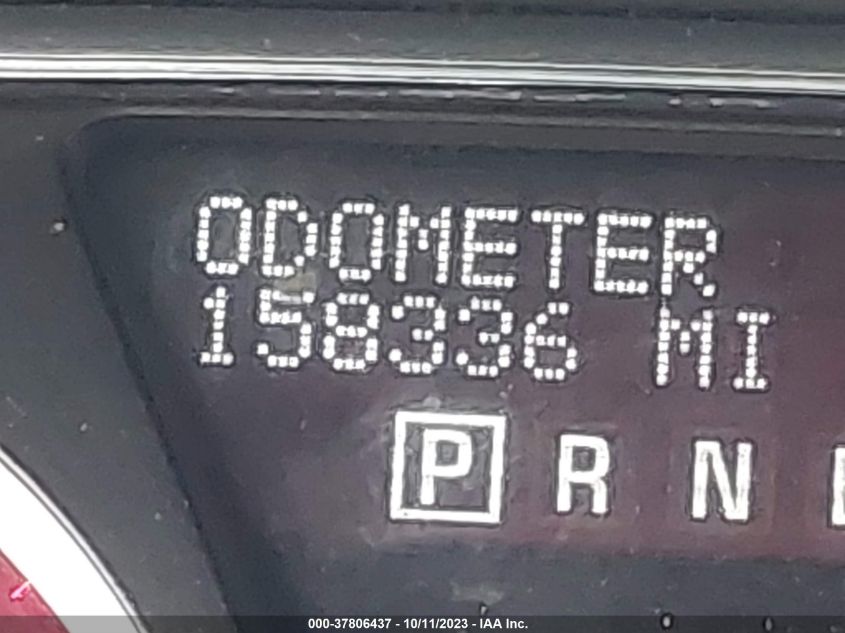 ODOMETER
158336 MI
P R N
000-37806437 - 10/11/2023 - IAA Inc.